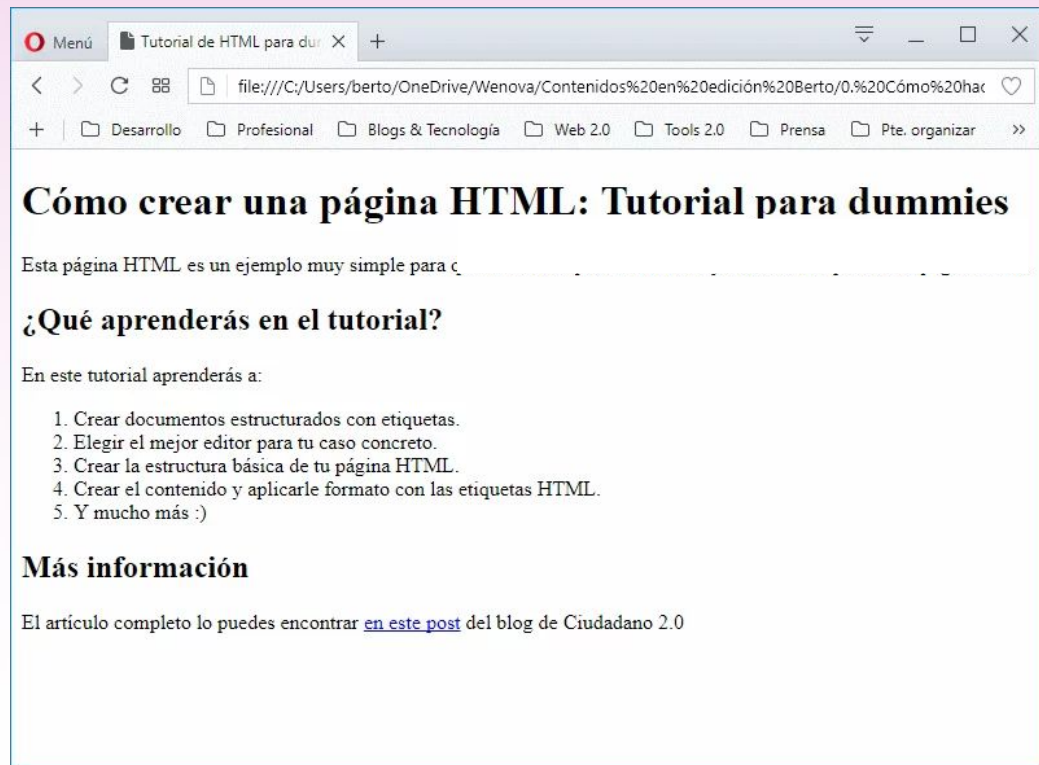 Menú
Tutorial de HTML para du
file:///C:/Users/berto/OneDrive/Wenova/Contenidos%20en%20edición%20Berto/0.%20Cómo%20hac
Desarrollo Profesional Blogs & Tecnología Web 2.0 Tools 2.0 Prensa Pte. organizar
Cómo crear una página HTML: Tutorial para dummies
Esta página HTML es un ejemplo muy simple para
¿Qué aprenderás en el tutorial?
En este tutorial aprenderás a:
1. Crear documentos estructurados con etiquetas.
2. Elegir el mejor editor para tu caso concreto.
3. Crear la estructura básica de tu página HTML.
4. Crear el contenido y aplicarle formato con las etiquetas HTML.
5. Y mucho más :)
Más información
El artículo completo lo puedes encontrar en este post del blog de Ciudadano 2.0